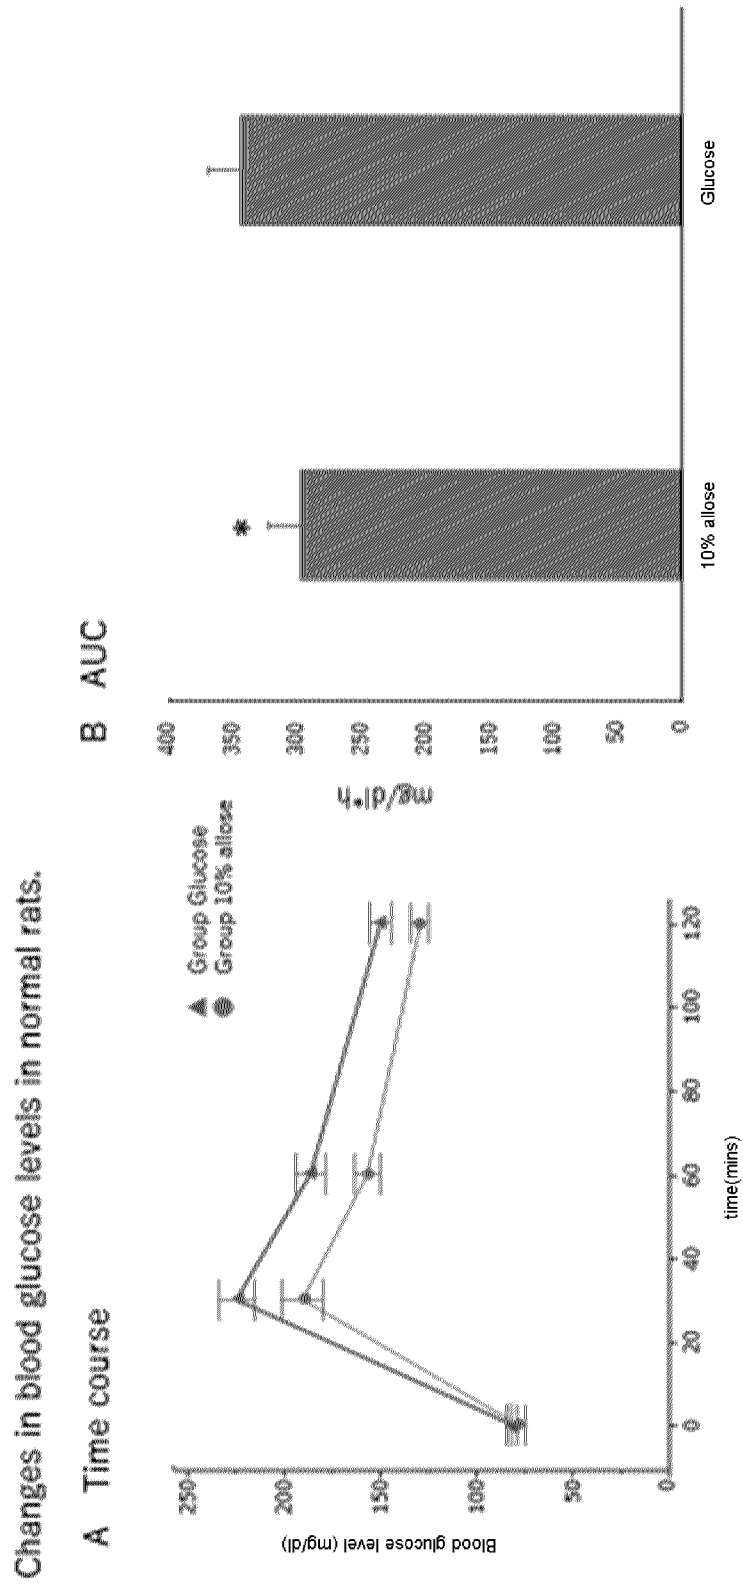 Changes in blood glucose levels in normal rats.
A Time course
Group Glucose
Group 10% allose
Blood glucose level (mg/dl)
250
200
150
100
50
0
0 20 40 60 80 100 120
time(mins)
B AUC
mg/dl•h
400
350
300
250
200
150
100
50
0
*
10% allose Glucose